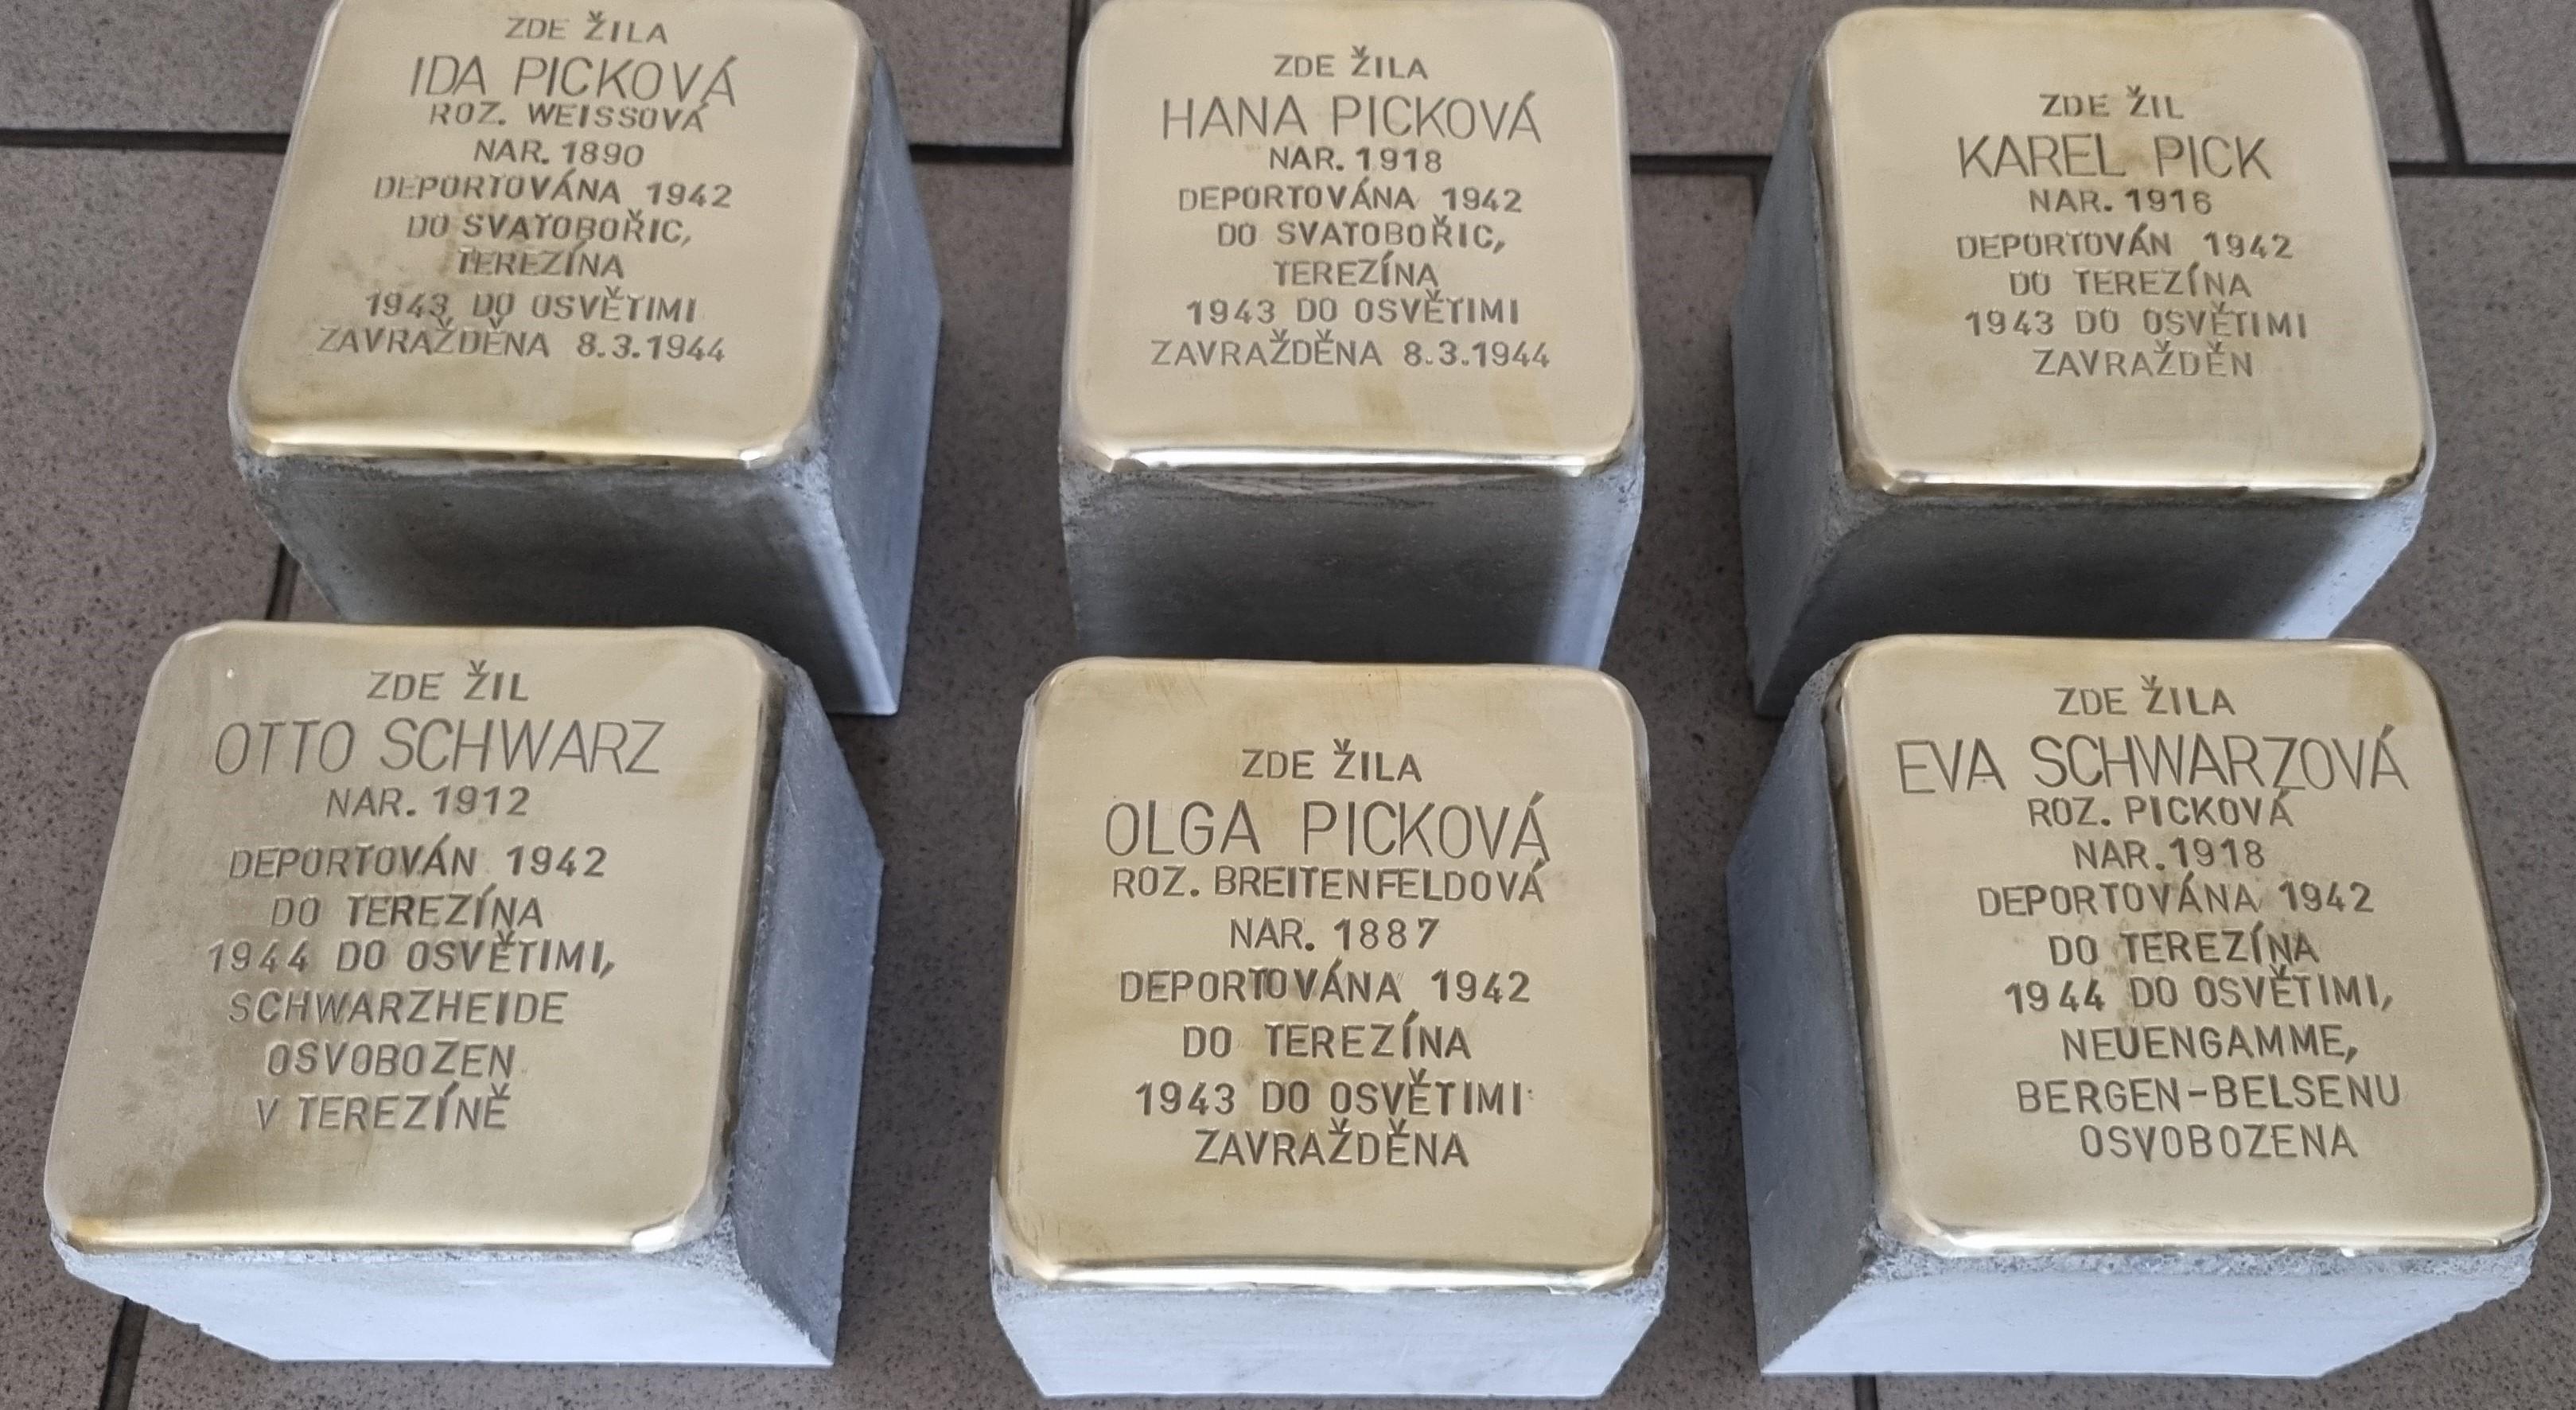 ZDE ŽILA
IDA PICKOVÁ
ROZ. WEISSOVÁ
NAR. 1890
DEPORTOVÁNA 1942
DO SVATOBOŘIC,
TEREZÍNA
1943 DO OSVĚTIMI
ZAVRAŽDĚNA 8.3.1944
ZDE ŽILA
HANA PICKOVÁ
NAR. 1918
DEPORTOVÁNA 1942
DO SVATOBOŘIC,
TEREZÍNA
1943 DO OSVĚTIMI
ZAVRAŽDĚNA 8.3.1944
ZDE ŽIL
KAREL PICK
NAR. 1916
DEPORTOVÁN 1942
DO TEREZÍNA
1943 DO OSVĚTIMI
ZAVRAŽDĚN
ZDE ŽIL
OTTO SCHWARZ
NAR. 1912
DEPORTOVÁN 1942
DO TEREZÍNA
1944 DO OSVĚTIMI,
SCHWARZHEIDE
OSVOBOZEN
V TEREZÍNĚ
ZDE ŽILA
OLGA PICKOVÁ
ROZ. BREITENFELDOVÁ
NAR. 1887
DEPORTOVÁNA 1942
DO TEREZÍNA
1943 DO OSVĚTIMI
ZAVRAŽDĚNA
ZDE ŽILA
EVA SCHWARZOVÁ
ROZ. PICKOVÁ
NAR. 1918
DEPORTOVÁNA 1942
DO TEREZÍNA
1944 DO OSVĚTIMI,
NEUENGAMME,
BERGEN-BELSENU
OSVOBOZENA